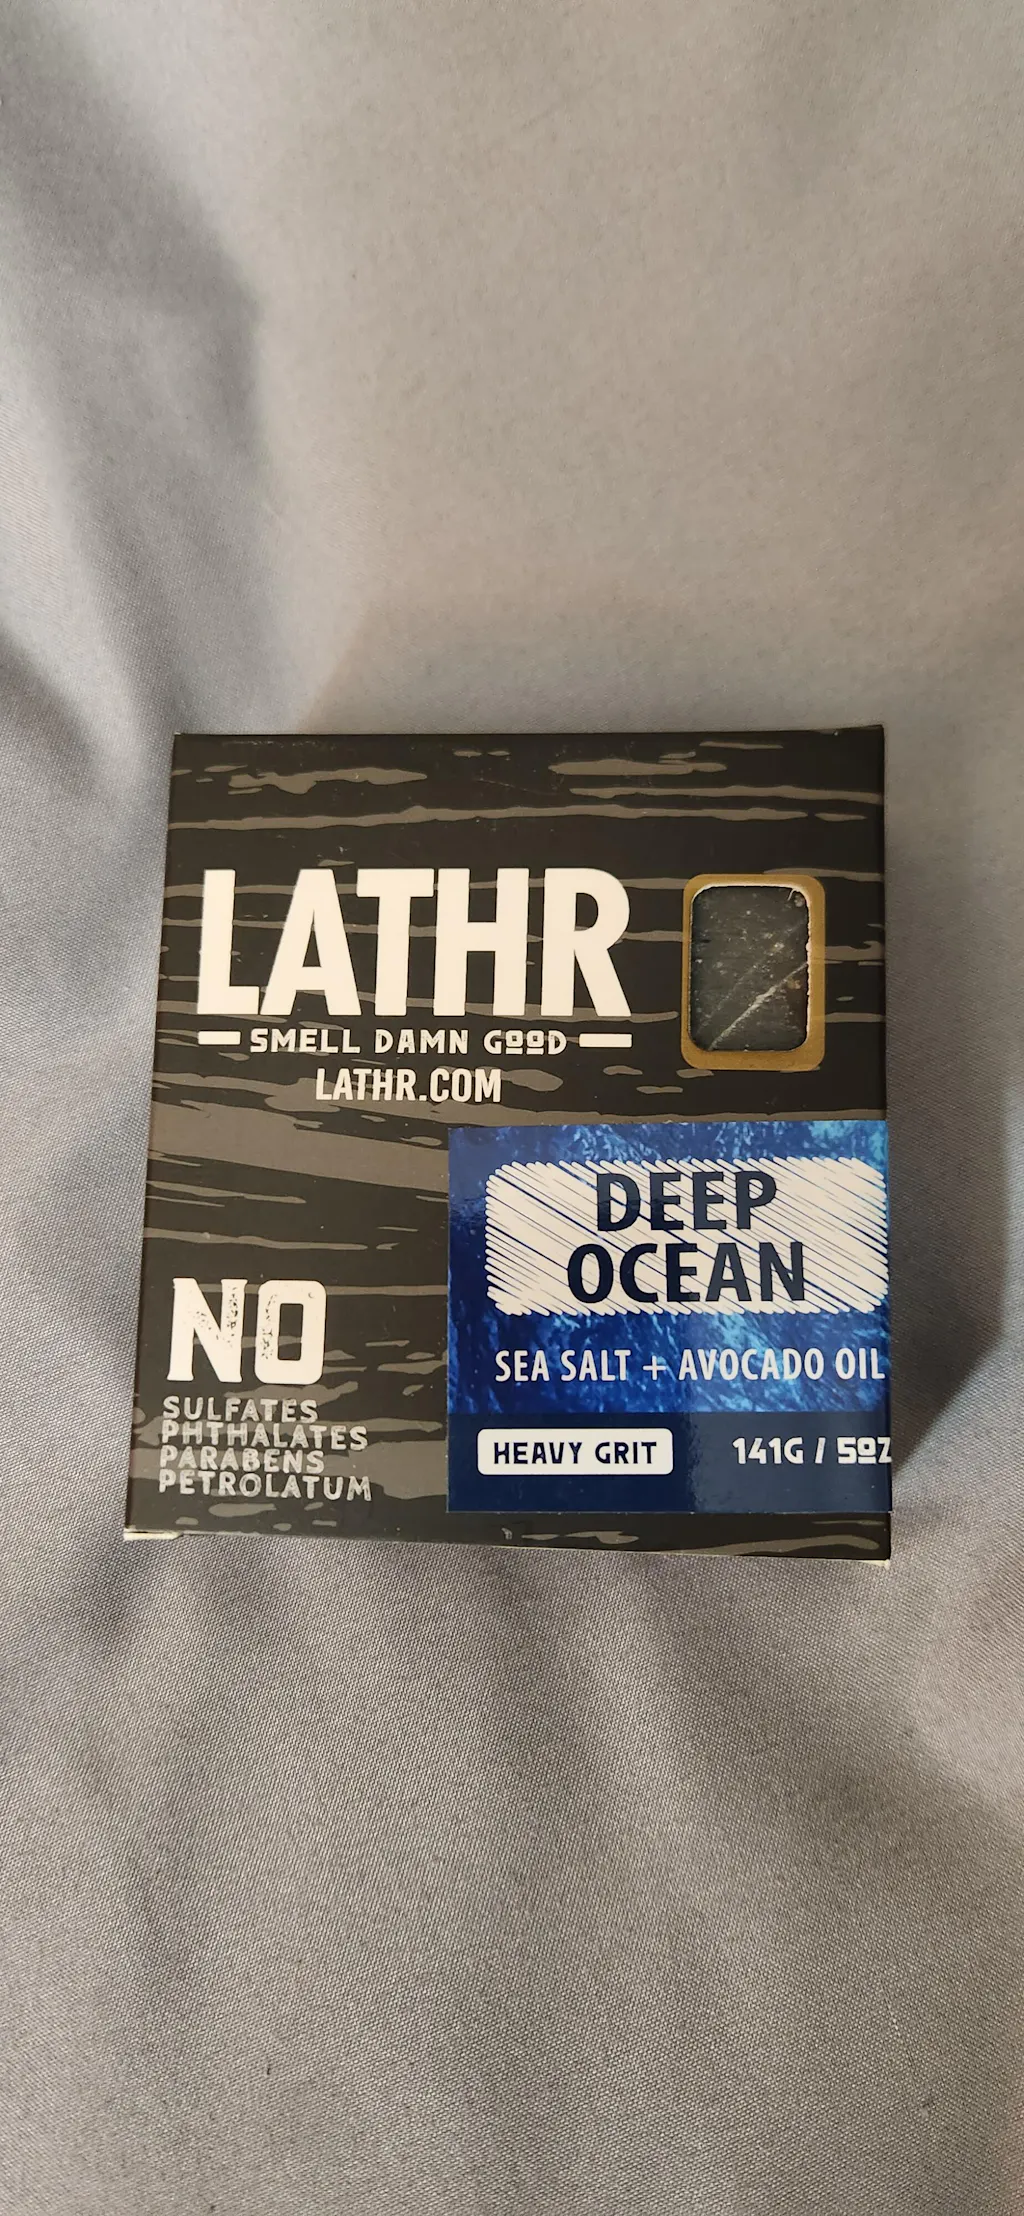 LATHR
SMELL DAMN GOOD
LATHR.COM
DEEP
OCEAN
SEA SALT + AVOCADO OIL
HEAVY GRIT
141G / 5OZ
NO
SULFATES
PHTHALATES
PARABENS
PETROLATUM